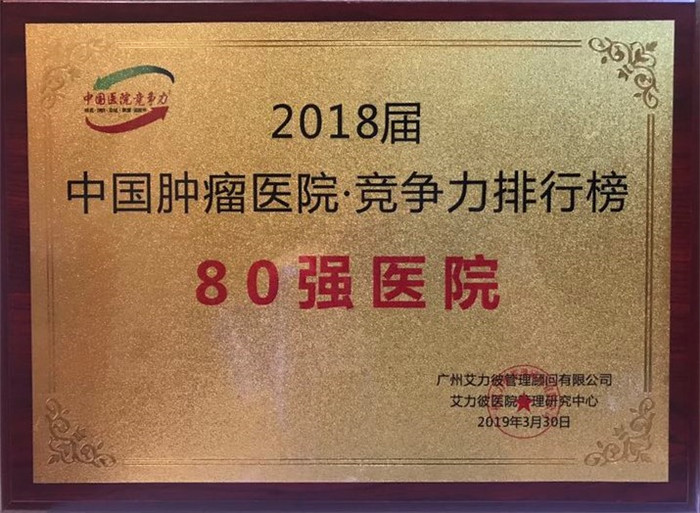 中国医院竞争力
2018届
中国肿瘤医院·竞争力排行榜
80强医院
广州艾力彼管理顾问有限公司
艾力彼医院管理研究中心
2019年3月30日